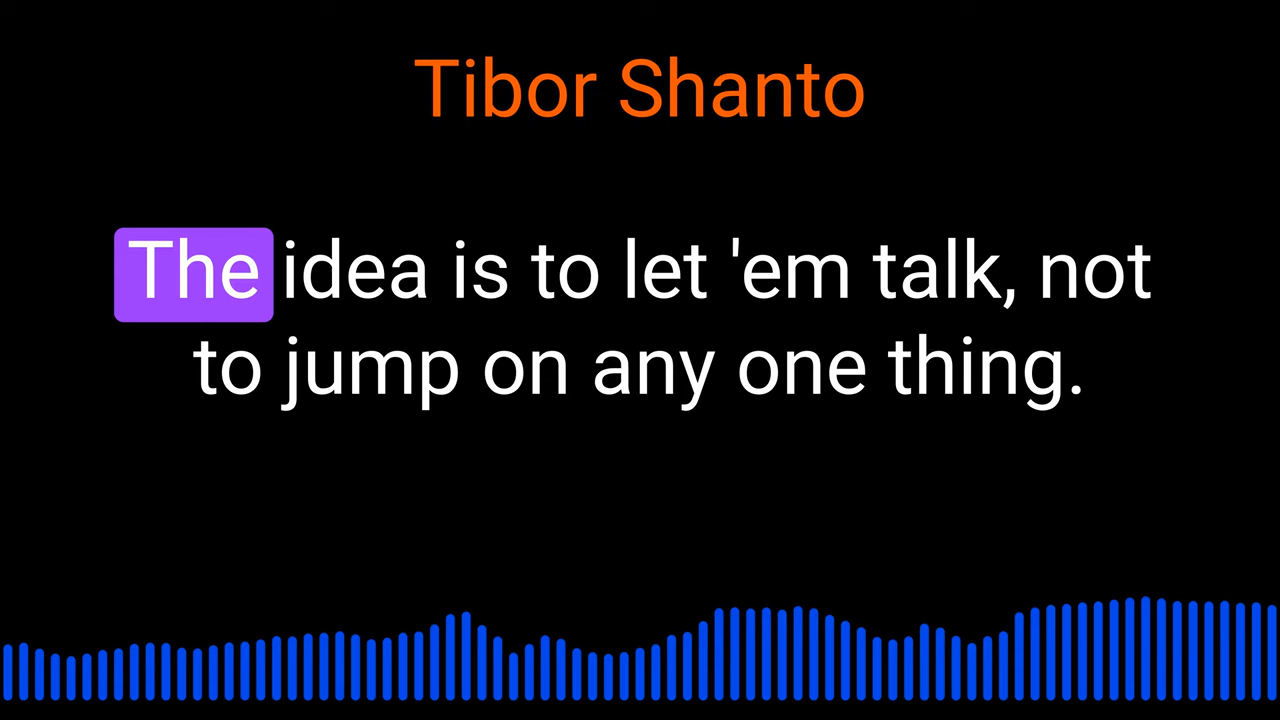 Tibor Shanto
The idea is to let 'em talk, not
to jump on any one thing.